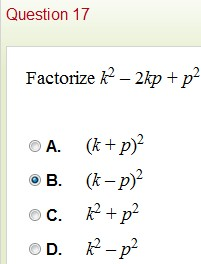 Question 17
Factorize k² – 2kp + p²
A. (k + p)²
B. (k – p)²
C. k² + p²
D. k² – p²